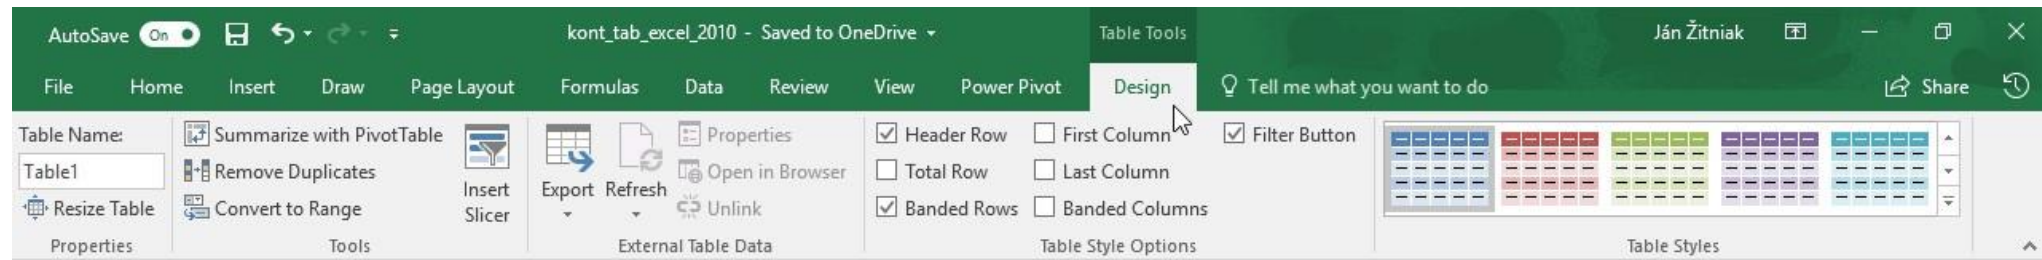 AutoSave On kont_tab_excel_2010 - Saved to OneDrive Table Tools Ján Žitniak
File Home Insert Draw Page Layout Formulas Data Review View Power Pivot Design Tell me what you want to do Share
Table Name:
Table1
Resize Table
Properties
Summarize with PivotTable
Remove Duplicates
Convert to Range
Insert
Slicer
Tools
Export
Refresh
Properties
Open in Browser
Unlink
External Table Data
Header Row
Total Row
Banded Rows
First Column
Last Column
Banded Columns
Filter Button
Table Style Options
Table Styles